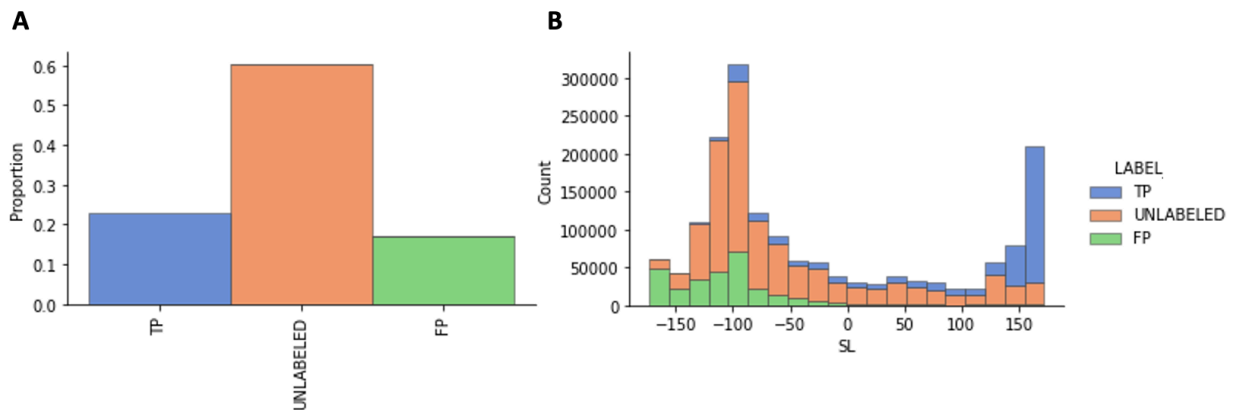 A
Proportion
0.6
0.5
0.4
0.3
0.2
0.1
0.0
TP
UNLABELED
FP
B
Count
300000
250000
200000
150000
100000
50000
0
−150
−100
−50
0
50
100
150
SL
LABEL
TP
UNLABELED
FP